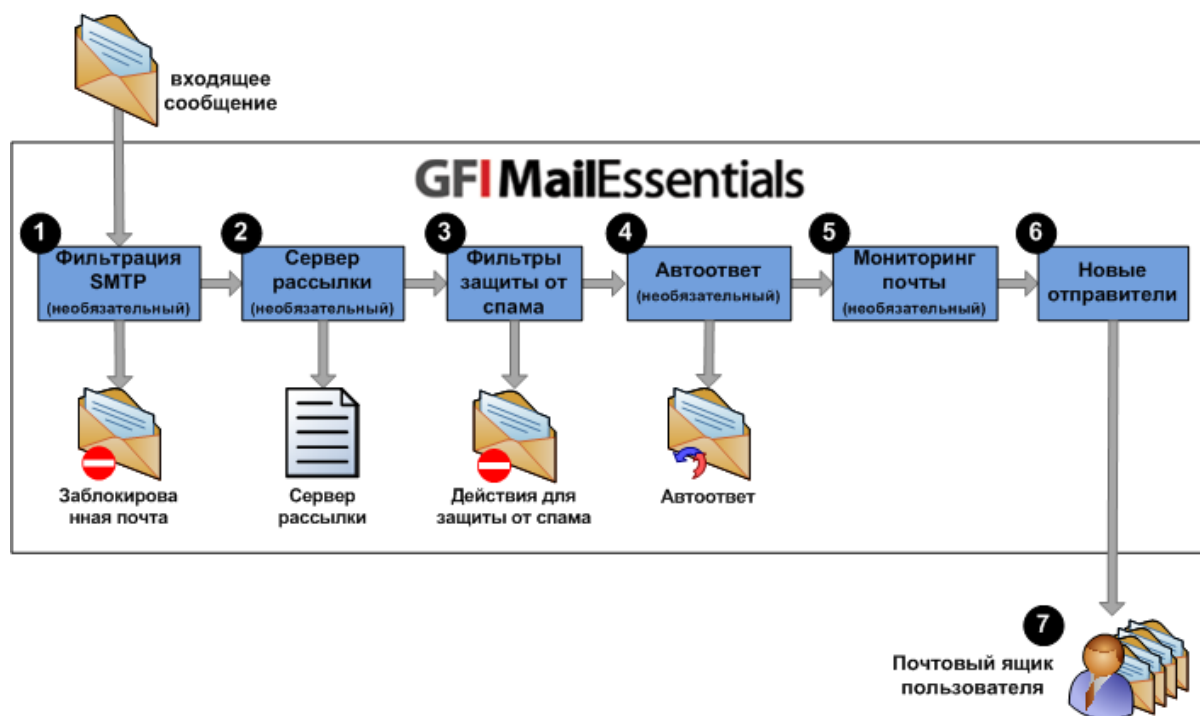 входящее
сообщение
GFI MailEssentials
1
Фильтрация
SMTP
(необязательный)
2
Сервер
рассылки
(необязательный)
3
Фильтры
защиты от
спама
4
Автоответ
(необязательный)
5
Мониторинг
почты
(необязательный)
6
Новые
отправители
Заблокирова
нная почта
Сервер
рассылки
Действия для
защиты от спама
Автоответ
7
Почтовый ящик
пользователя